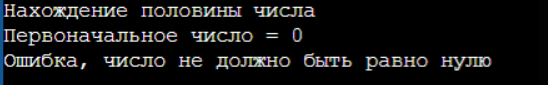 Нахождение половины числа
Первоначальное число = 0
Ошибка, число не должно быть равно нулю